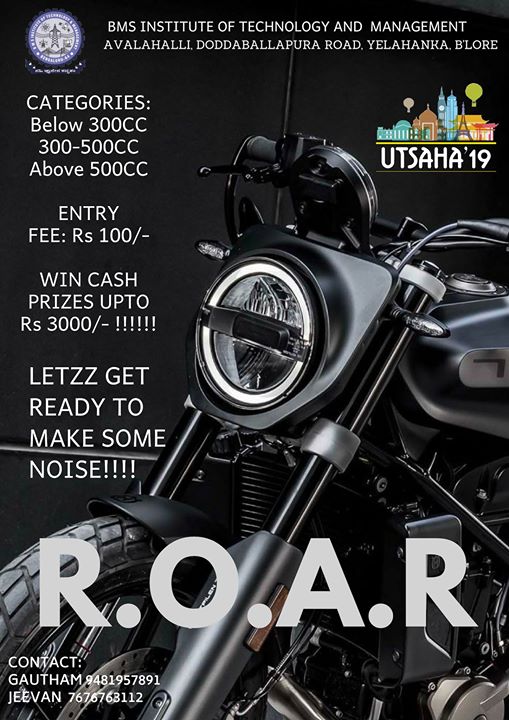 BMS INSTITUTE OF TECHNOLOGY AND MANAGEMENT
AVALAHALLI, DODDABALLAPURA ROAD, YELAHANKA, B'LORE
CATEGORIES:
Below 300CC
300-500CC
Above 500CC
UTSAHA'19
ENTRY
FEE: Rs 100/-
WIN CASH
PRIZES UPTO
Rs 3000/- !!!!!!
LETZZ GET
READY TO
MAKE SOME
NOISE!!!!
R.O.A.R
CONTACT:
GAUTHAM 9481957891
JEEVAN 7676763112